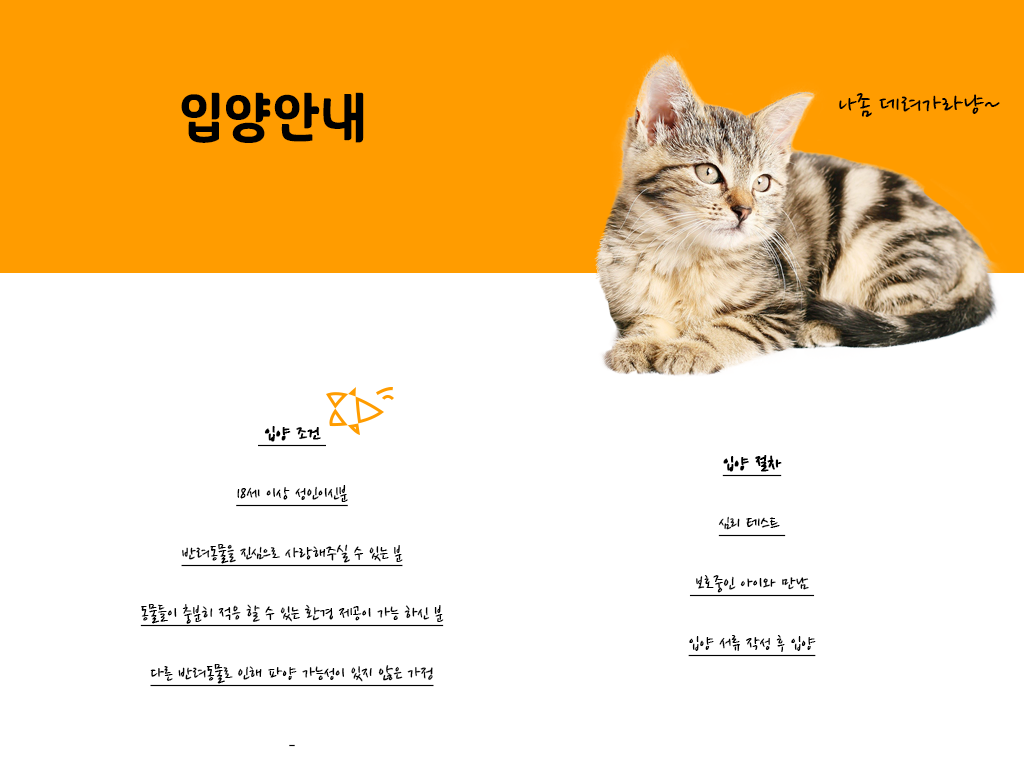 입양안내
나좀 데려가라냥~
입양 조건
18세 이상 성인이신분
반려동물을 진심으로 사랑해주실 수 있는 분
동물들이 충분히 적응 할 수 있는 환경 제공이 가능 하신 분
다른 반려동물로 인해 파양 가능성이 있지 않은 가정
-
입양 절차
심리 테스트
보호중인 아이와 만남
입양 서류 작성 후 입양